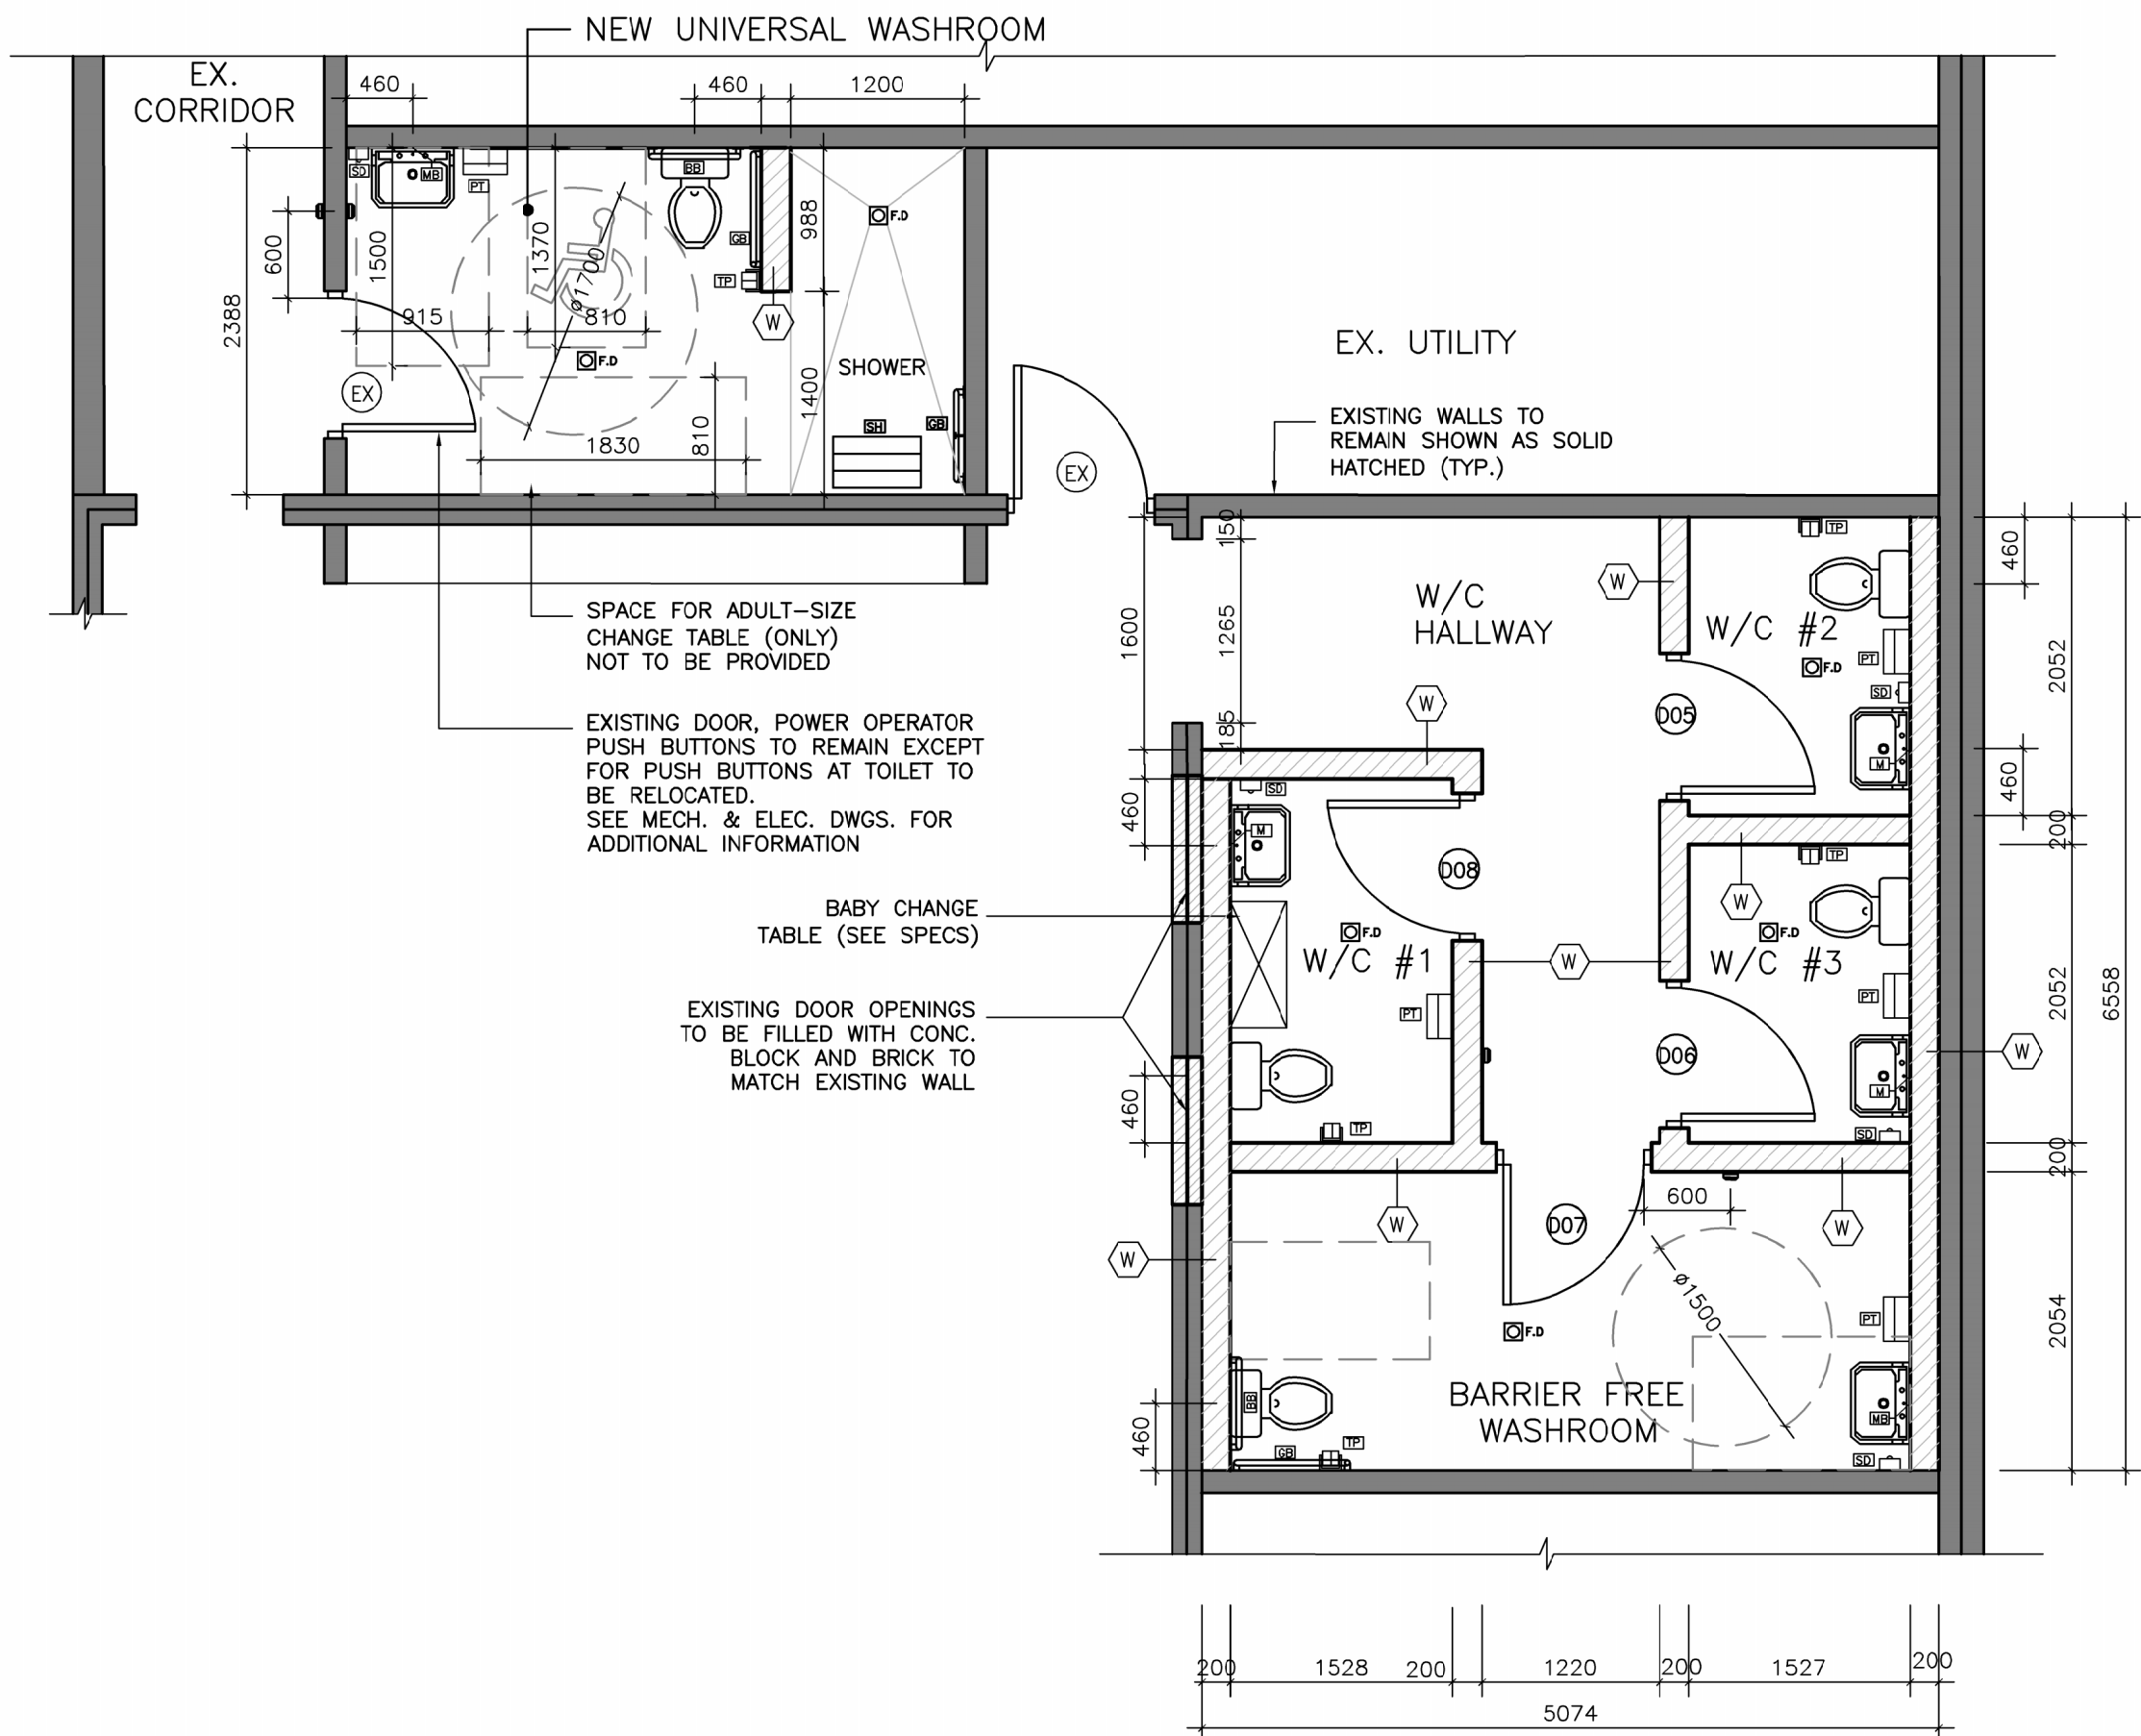 NEW UNIVERSAL WASHROOM
EX.
CORRIDOR
460
460
1200
SD
MB
PT
BB
GB
TP
F.D
988
600
1500
1370
ø1700
2388
915
810
W
F.D
EX
SHOWER
1400
1830
810
SH
GB
EX
EX. UTILITY
EXISTING WALLS TO
REMAIN SHOWN AS SOLID
HATCHED (TYP.)
SPACE FOR ADULT-SIZE
CHANGE TABLE (ONLY)
NOT TO BE PROVIDED
EXISTING DOOR, POWER OPERATOR
PUSH BUTTONS TO REMAIN EXCEPT
FOR PUSH BUTTONS AT TOILET TO
BE RELOCATED.
SEE MECH. & ELEC. DWGS. FOR
ADDITIONAL INFORMATION
BABY CHANGE
TABLE (SEE SPECS)
EXISTING DOOR OPENINGS
TO BE FILLED WITH CONC.
BLOCK AND BRICK TO
MATCH EXISTING WALL
150
1600
1265
185
W/C
HALLWAY
W
W
TP
W/C #2
F.D
PT
SD
M
D05
460
2052
460
200
460
SD
M
D08
F.D
W/C #1
PT
TP
W
W
TP
F.D
W/C #3
PT
D06
M
SD
2052
6558
W
200
460
W
W
D07
600
W
ø1500
F.D
PT
2054
BARRIER FREE
WASHROOM
BB
GB
TP
MB
SD
460
200
1528
200
1220
200
1527
200
5074